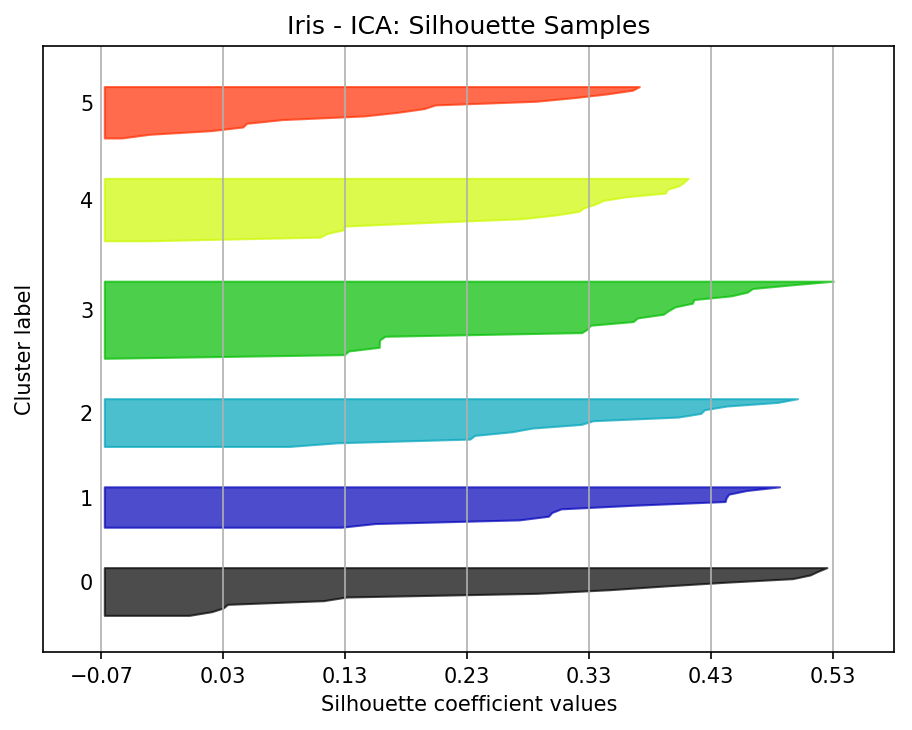 Iris - ICA: Silhouette Samples
Cluster label
5
4
3
2
1
0
−0.07 0.03 0.13 0.23 0.33 0.43 0.53
Silhouette coefficient values